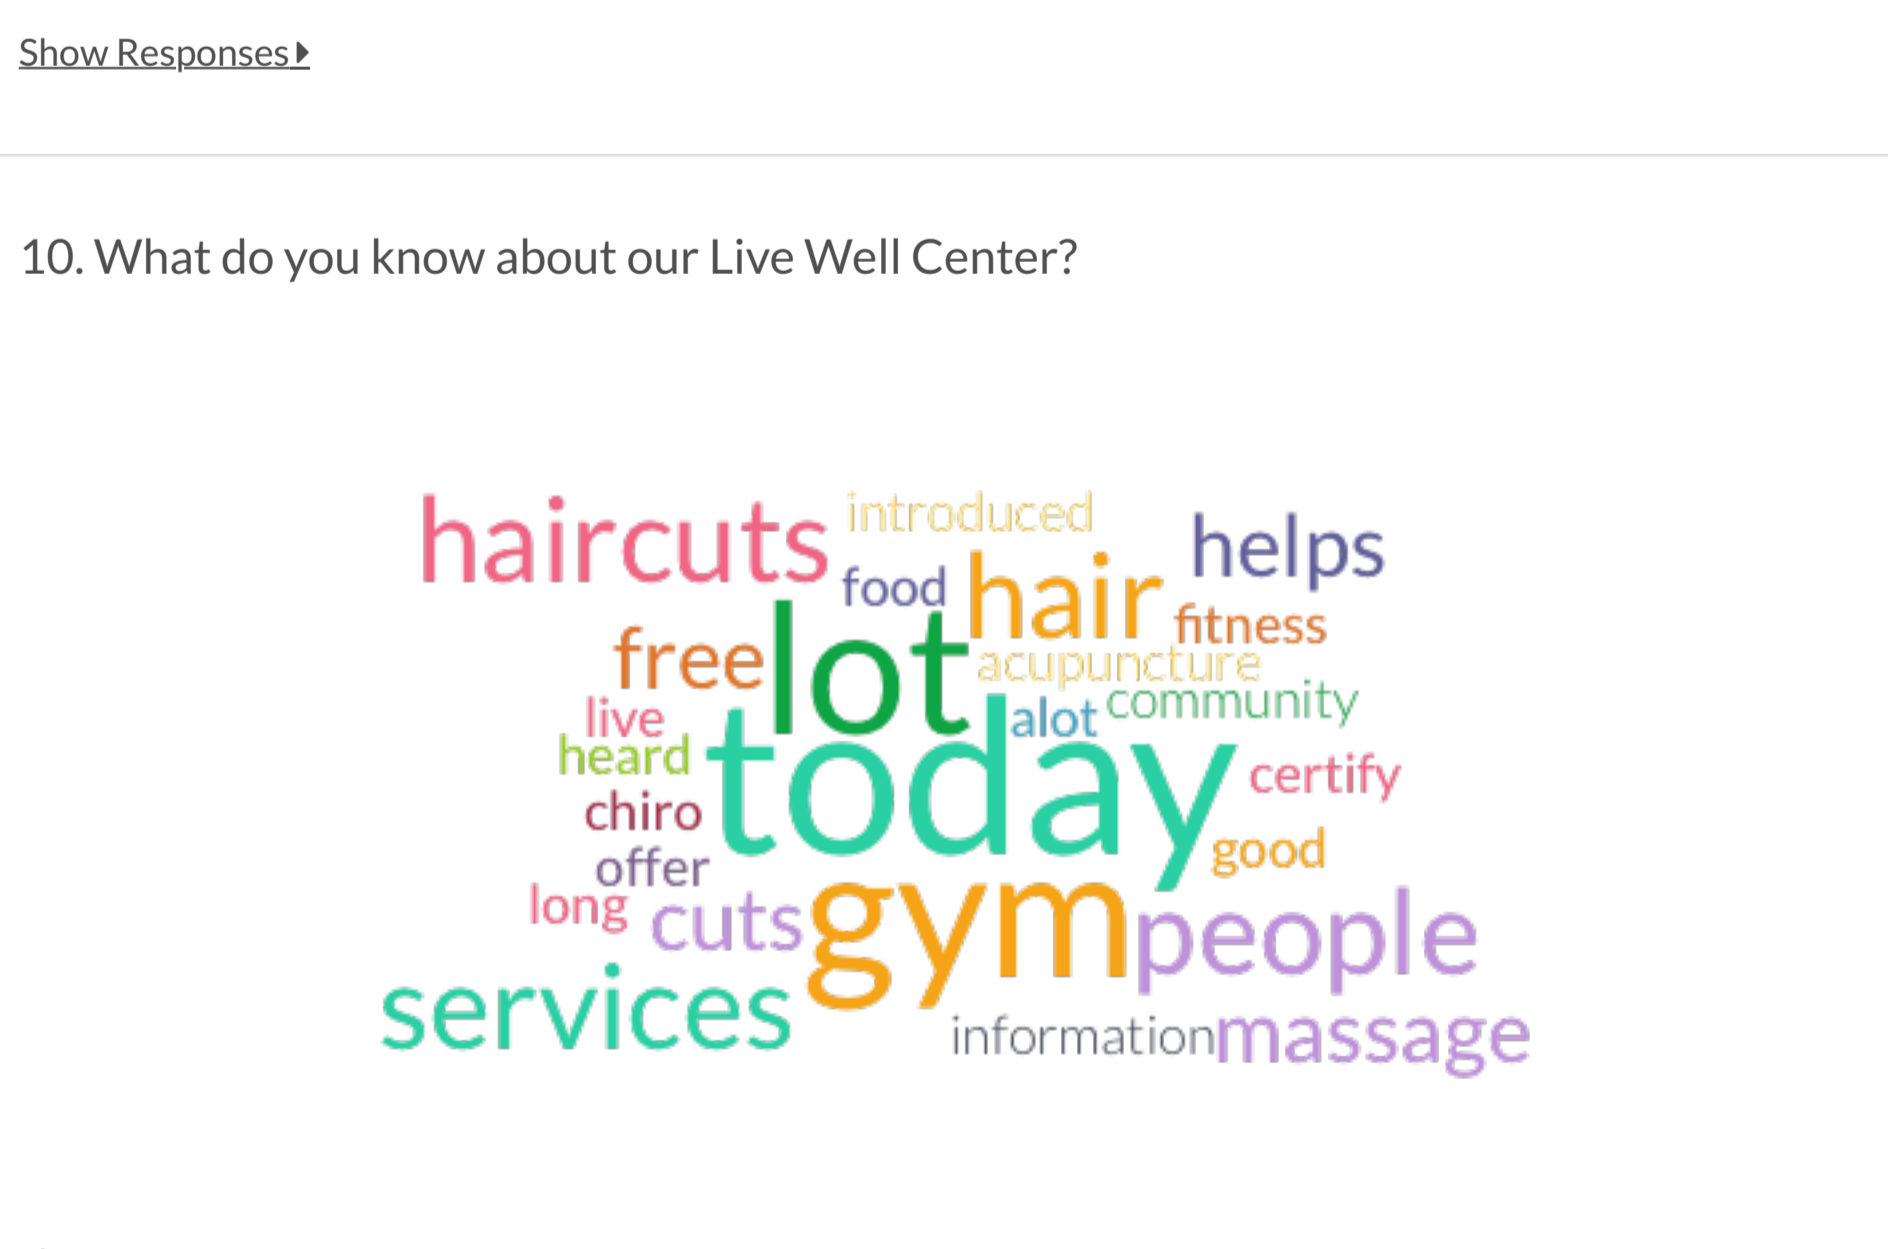 Show Responses
10. What do you know about our Live Well Center?
haircuts introduced helps
food hair fitness
free lot acupuncture
live alot community
heard today certify
chiro good
offer
long cuts gym people
services information massage